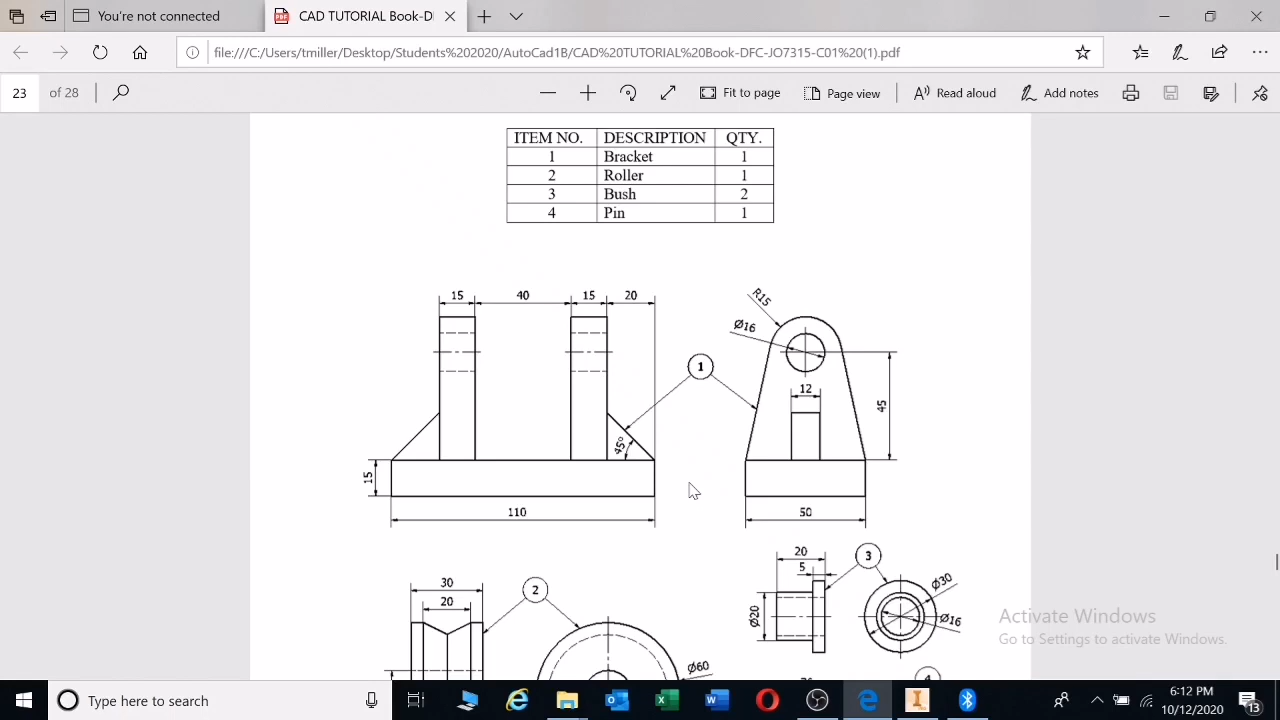 You're not connected
CAD TUTORIAL Book-D
file:///C:/Users/tmiller/Desktop/Students%202020/AutoCad1B/CAD%20TUTORIAL%20Book-DFC-JO7315-C01%20(1).pdf
23 of 28
Fit to page
Page view
Read aloud
Add notes
ITEM NO. DESCRIPTION QTY.
1 Bracket 1
2 Roller 1
3 Bush 2
4 Pin 1
15 40 15 20
R15
Ø16
1
12
45
45°
15
110
50
20
3
5
30
2
20
Ø30
Ø20
Ø16
Ø60
Activate Windows
Go to Settings to activate Windows.
Type here to search
6:12 PM
10/12/2020
13